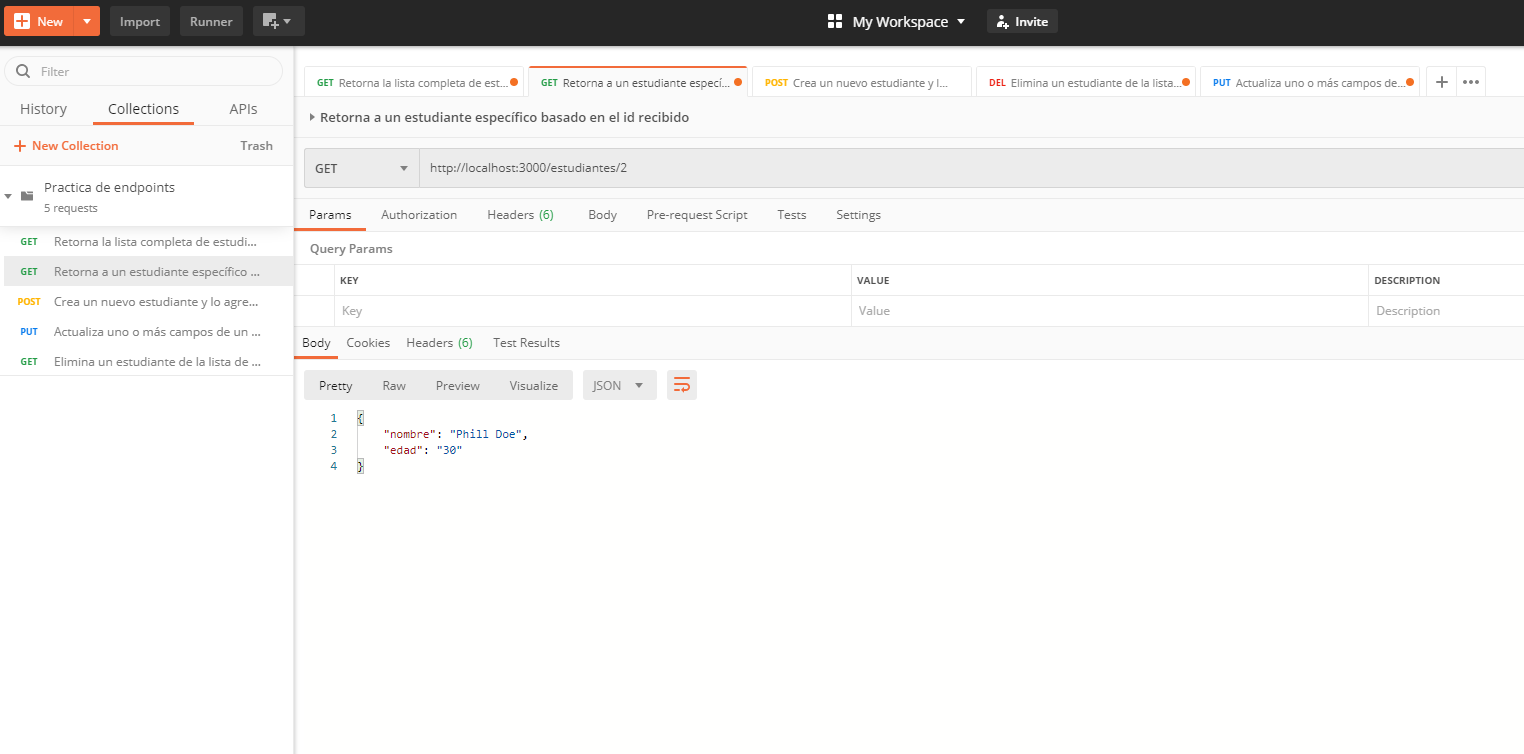 New Import Runner My Workspace Invite
Filter
History Collections APIs
New Collection Trash
Practica de endpoints
5 requests
GET Retorna la lista completa de estudi...
GET Retorna a un estudiante específico ...
POST Crea un nuevo estudiante y lo agre...
PUT Actualiza uno o más campos de un ...
GET Elimina un estudiante de la lista de ...
GET Retorna la lista completa de est... GET Retorna a un estudiante especí... POST Crea un nuevo estudiante y l... DEL Elimina un estudiante de la lista... PUT Actualiza uno o más campos de...
Retorna a un estudiante específico basado en el id recibido
GET http://localhost:3000/estudiantes/2
Params Authorization Headers (6) Body Pre-request Script Tests Settings
Query Params
KEY VALUE DESCRIPTION
Key Value Description
Body Cookies Headers (6) Test Results
Pretty Raw Preview Visualize JSON
1 {
2 "nombre": "Phill Doe",
3 "edad": "30"
4 }